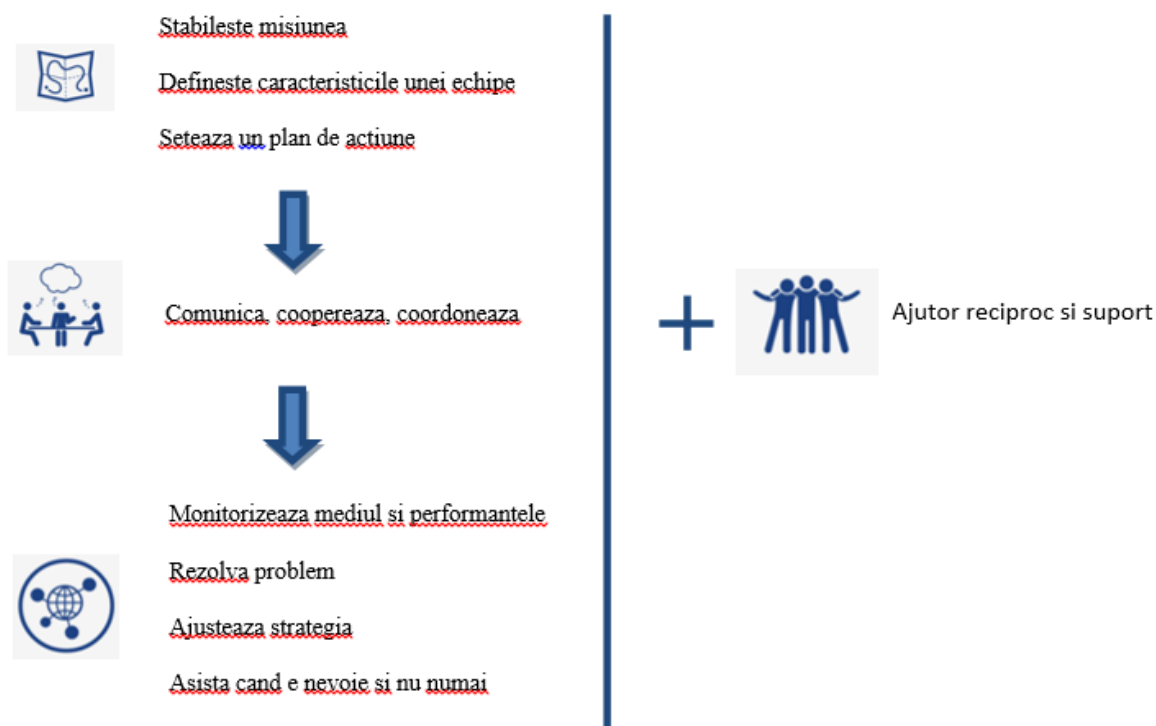 Stabileste misiunea
Defineste caracteristicile unei echipe
Seteaza un plan de actiune
Comunica, coopereaza, coordoneaza
Ajutor reciproc si suport
Monitorizeaza mediul si performantele
Rezolva problem
Ajusteaza strategia
Asista cand e nevoie si nu numai